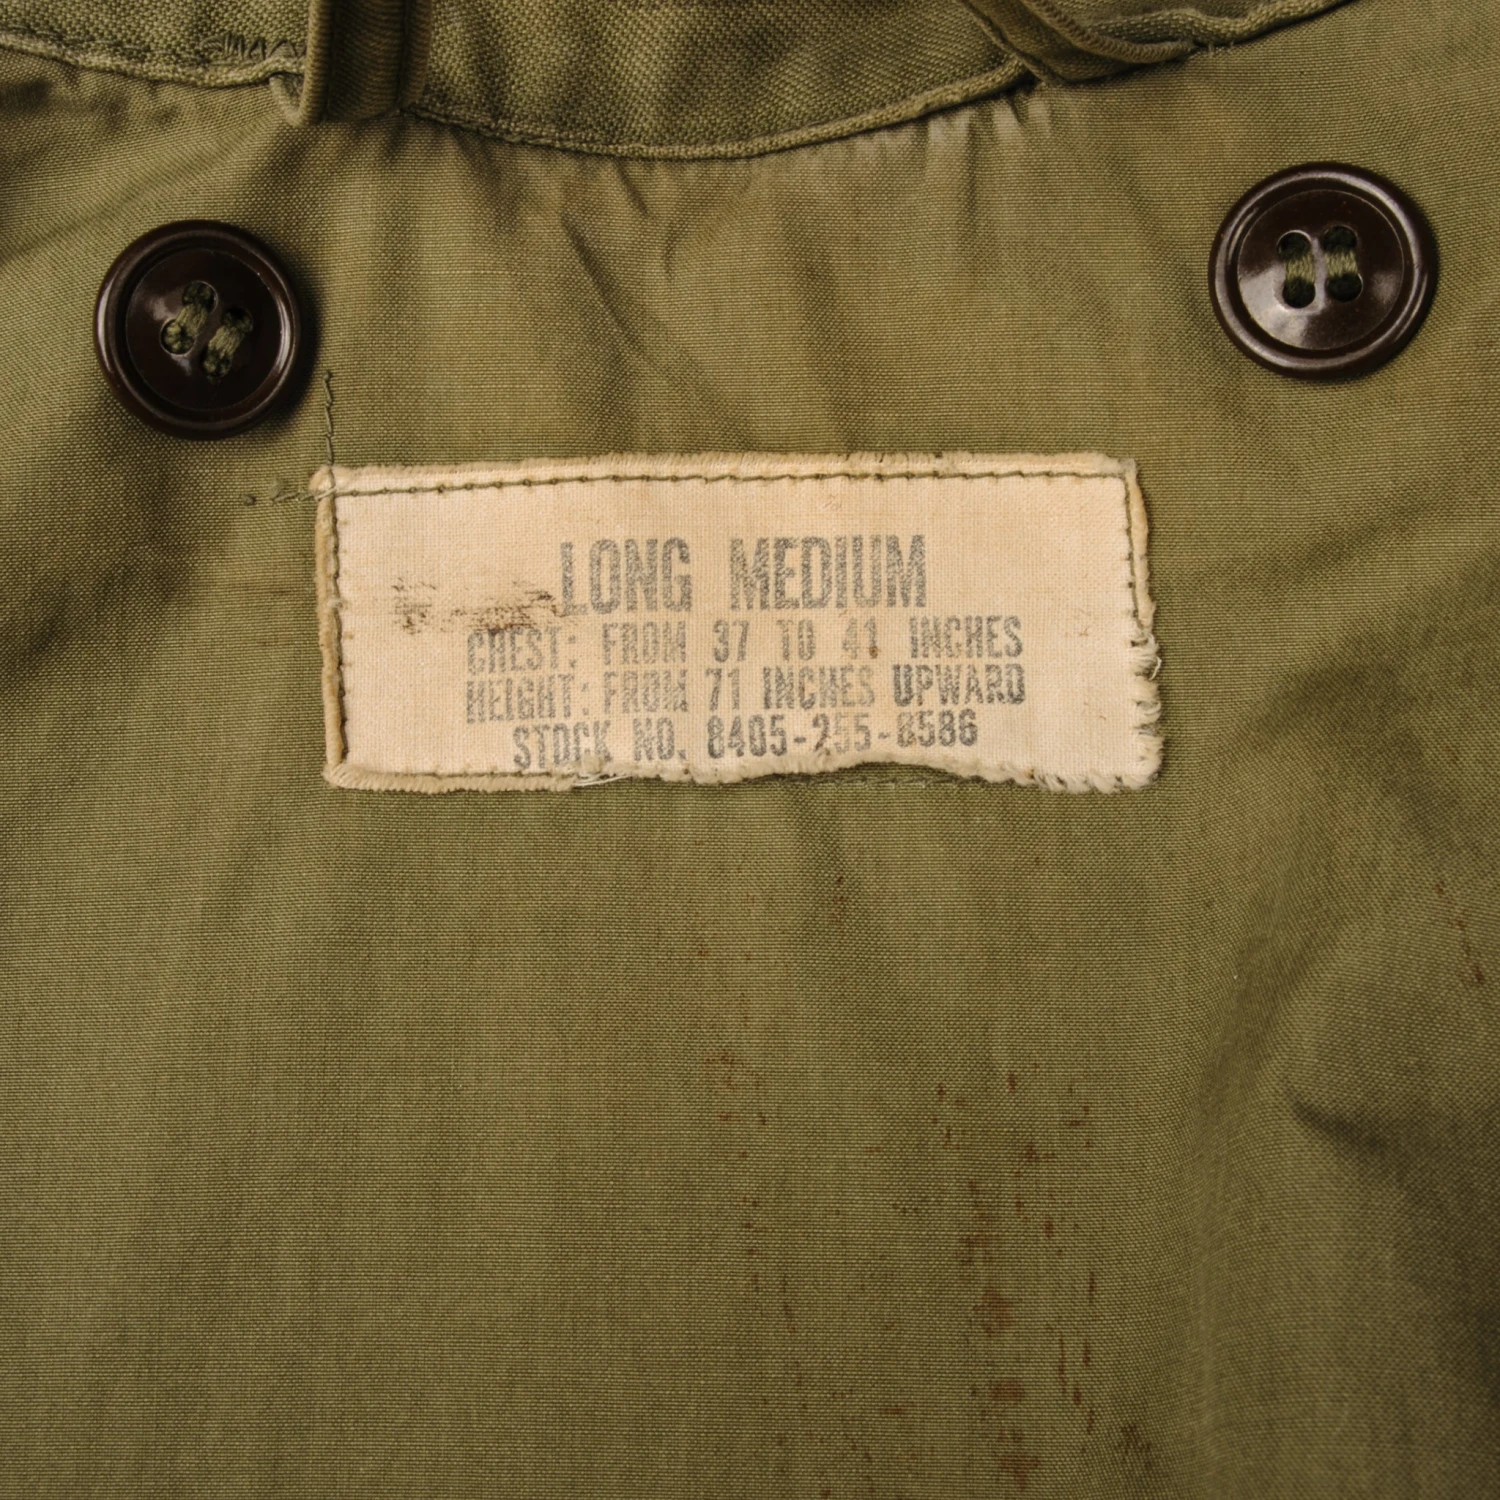 LONG MEDIUM
CHEST: FROM 37 TO 41 INCHES
HEIGHT: FROM 71 INCHES UPWARD
STOCK NO. 8405-255-8586